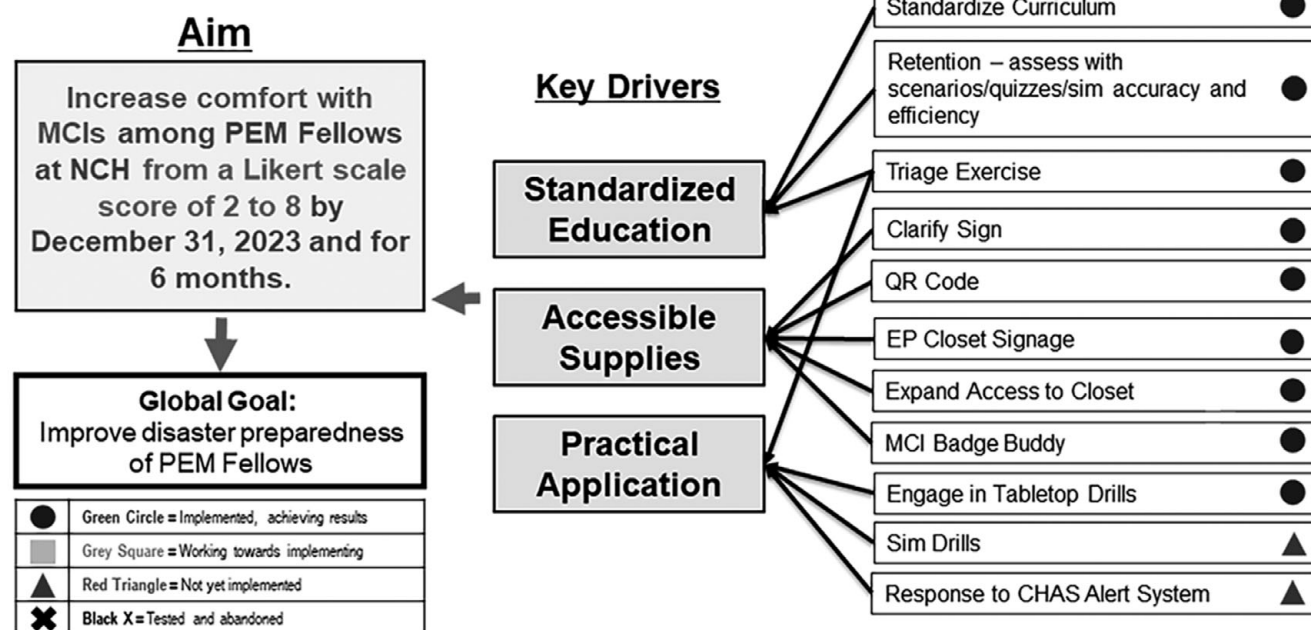 Aim
Increase comfort with
MCIs among PEM Fellows
at NCH from a Likert scale
score of 2 to 8 by
December 31, 2023 and for
6 months.
Global Goal:
Improve disaster preparedness
of PEM Fellows
Green Circle = Implemented, achieving results
Grey Square = Working towards implementing
Red Triangle = Not yet implemented
Black X = Tested and abandoned
Key Drivers
Standardized
Education
Accessible
Supplies
Practical
Application
Standardize Curriculum
Retention – assess with
scenarios/quizzes/sim accuracy and
efficiency
Triage Exercise
Clarify Sign
QR Code
EP Closet Signage
Expand Access to Closet
MCI Badge Buddy
Engage in Tabletop Drills
Sim Drills
Response to CHAS Alert System